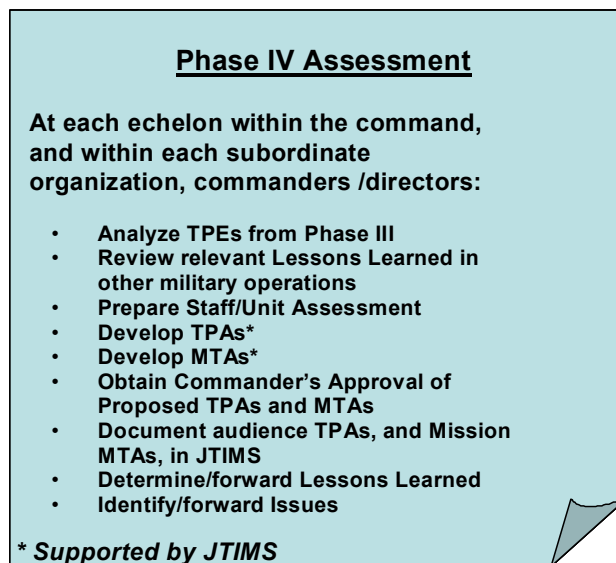 Phase IV Assessment
At each echelon within the command,
and within each subordinate
organization, commanders /directors:
• Analyze TPEs from Phase III
• Review relevant Lessons Learned in
other military operations
• Prepare Staff/Unit Assessment
• Develop TPAs*
• Develop MTAs*
• Obtain Commander's Approval of
Proposed TPAs and MTAs
• Document audience TPAs, and Mission
MTAs, in JTIMS
• Determine/forward Lessons Learned
• Identify/forward Issues
* Supported by JTIMS